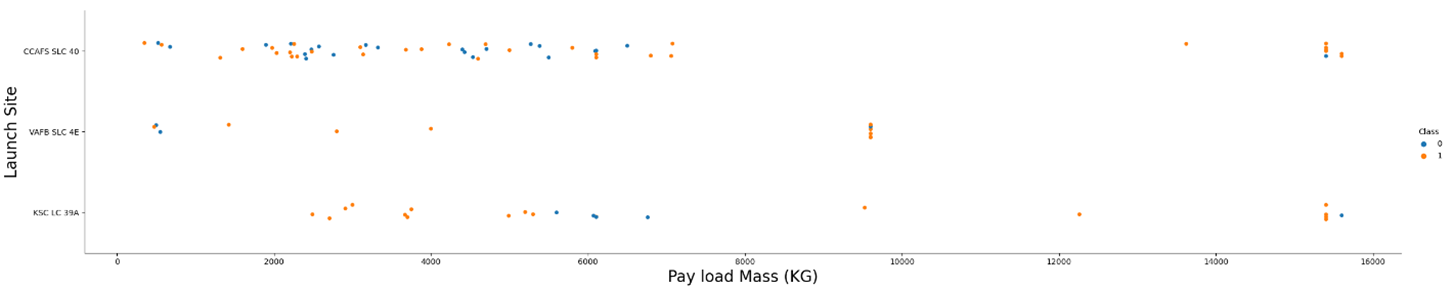 Launch Site
CCAFS SLC 40
VAFB SLC 4E
KSC LC 39A
0 2000 4000 6000 8000 10000 12000 14000 16000
Pay load Mass (KG)
Class
0
1